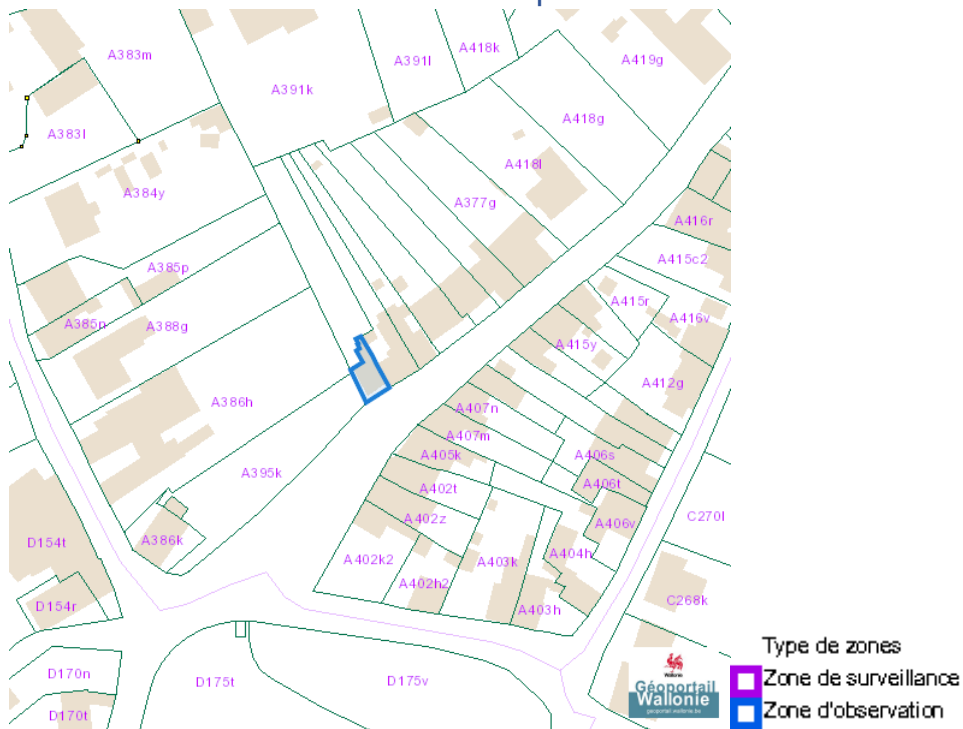 A383m
A391k
A391l
A418k
A419g
A383l
A418g
A384y
A418l
A377g
A416r
A385p
A415c2
A385n
A388g
A415r
A416v
A415y
A412g
A386h
A407n
A407m
A395k
A405k
A406s
A402t
A406t
A402z
A406v
C270l
D154t
A386k
A402k2
A403k
A404h
A402h2
D154r
A403h
C268k
D170n
D175t
D175v
D170t
Wallonie
Géoportail
Wallonie
geoportail.wallonie.be
Type de zones
Zone de surveillance
Zone d'observation